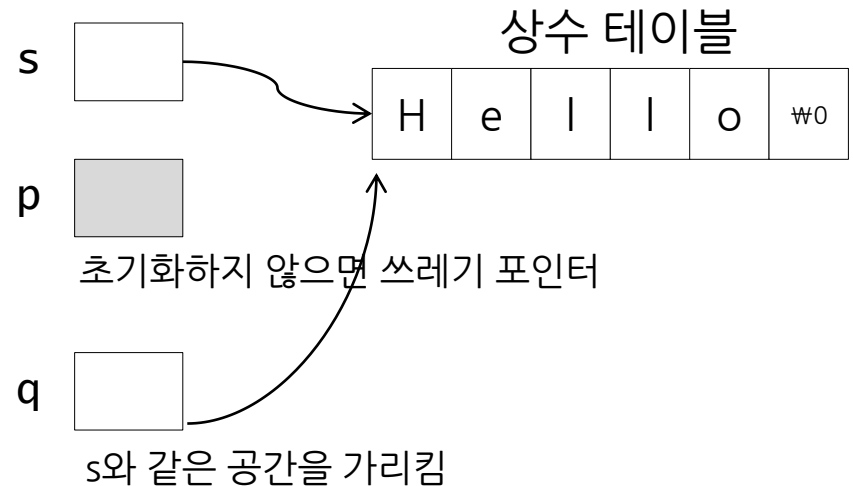 상수 테이블
s
H e l l o ₩0
p
초기화하지 않으면 쓰레기 포인터
q
s와 같은 공간을 가리킴